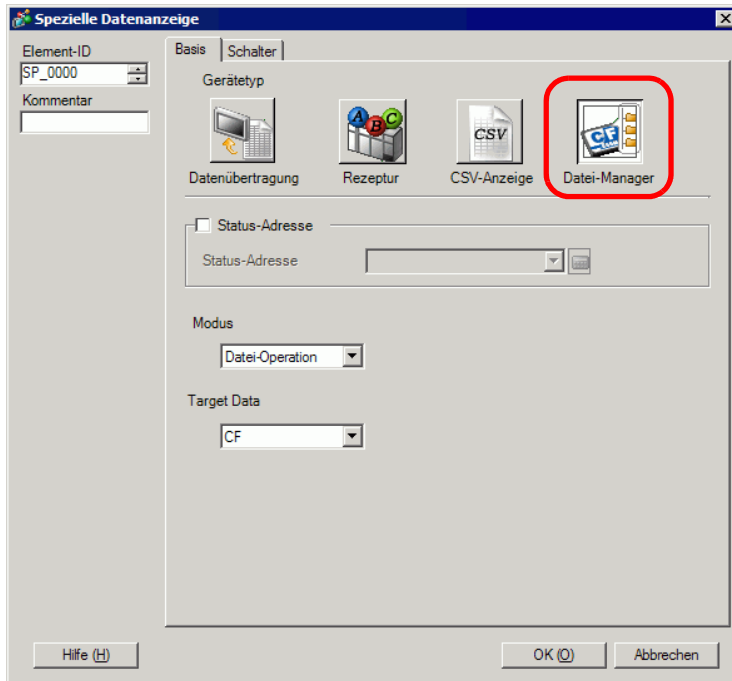 Spezielle Datenanzeige
Element-ID
SP_0000
Kommentar
Basis
Schalter
Gerätetyp
A B C
CSV
CF
Datenübertragung
Rezeptur
CSV-Anzeige
Datei-Manager
Status-Adresse
Status-Adresse
Modus
Datei-Operation
Target Data
CF
Hilfe (H)
OK (O)
Abbrechen